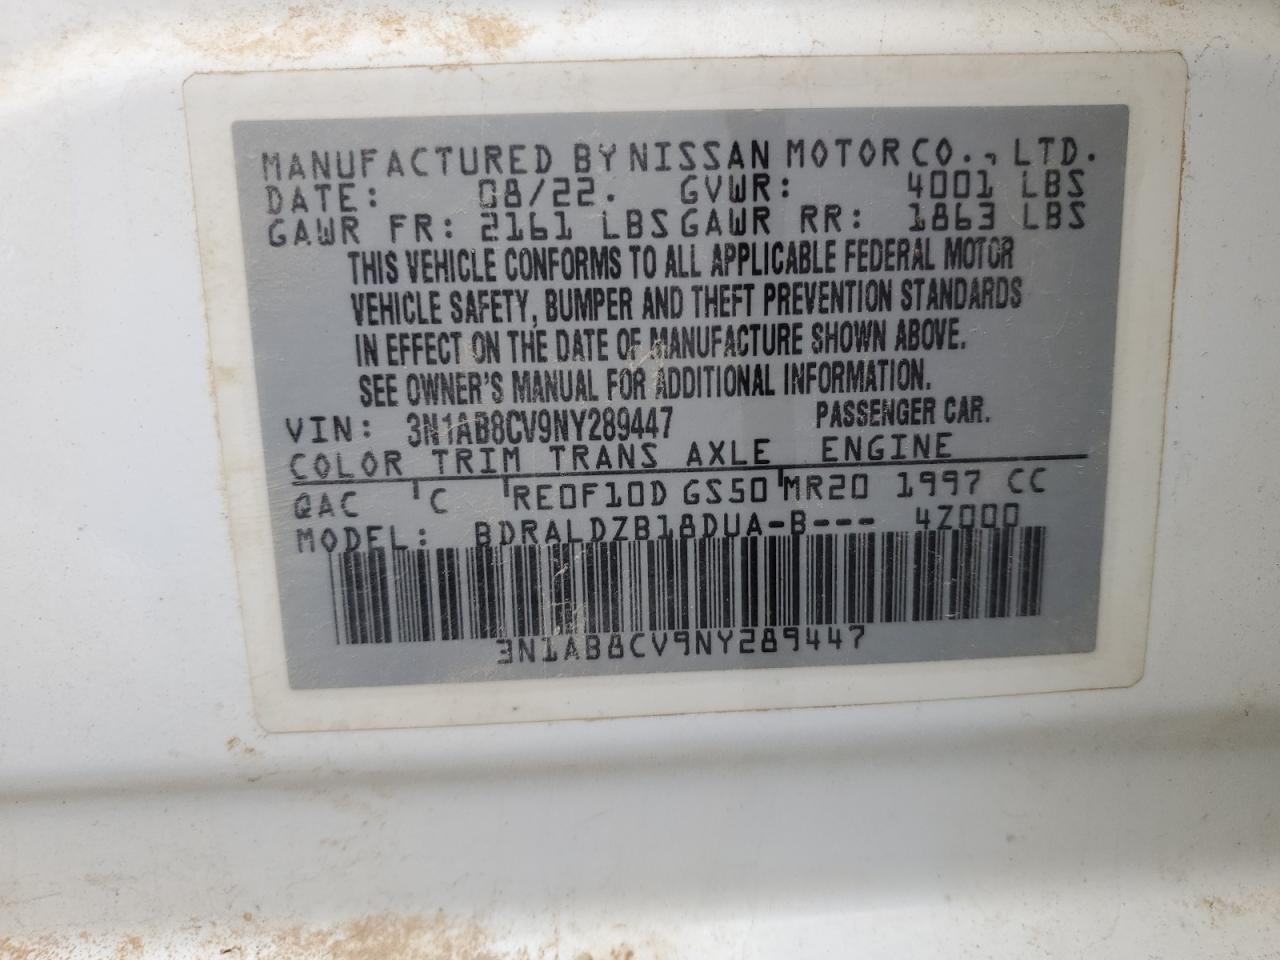 MANUFACTURED BY NISSAN MOTOR CO., LTD.
DATE: 08/22. GVWR: 4001 LBS
GAWR FR: 2161 LBS GAWR RR: 1863 LBS
THIS VEHICLE CONFORMS TO ALL APPLICABLE FEDERAL MOTOR
VEHICLE SAFETY, BUMPER AND THEFT PREVENTION STANDARDS
IN EFFECT ON THE DATE OF MANUFACTURE SHOWN ABOVE.
SEE OWNER'S MANUAL FOR ADDITIONAL INFORMATION.
VIN: 3N1AB8CV9NY289447 PASSENGER CAR.
COLOR TRIM TRANS AXLE ENGINE
QAC C RE0F10D GS50 MR20 1997 CC
MODEL: BDRALDZB18DUA-B--- 4Z000
3N1AB8CV9NY289447